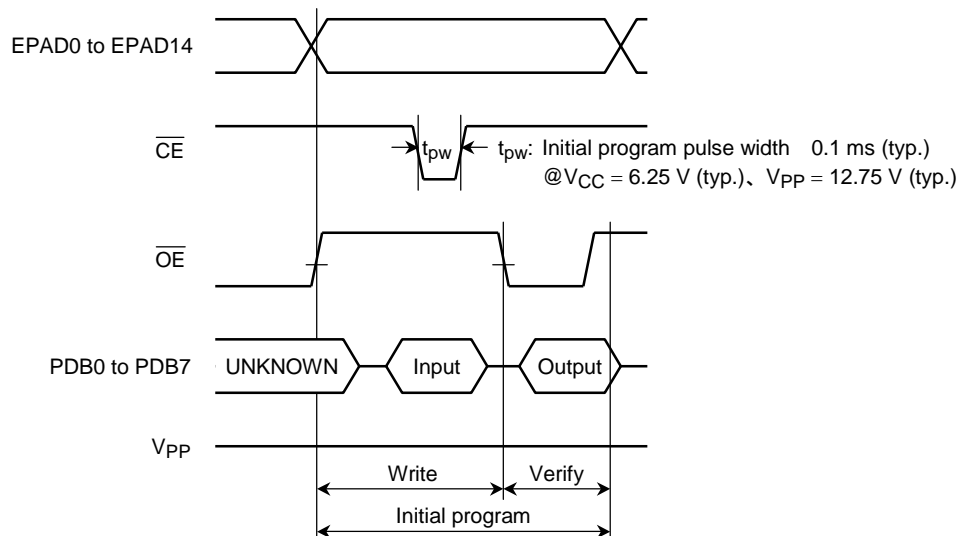 EPAD0 to EPAD14
CE
tpw
tpw: Initial program pulse width 0.1 ms (typ.)
@VCC = 6.25 V (typ.)、VPP = 12.75 V (typ.)
OE
PDB0 to PDB7
UNKNOWN
Input
Output
VPP
Write
Verify
Initial program